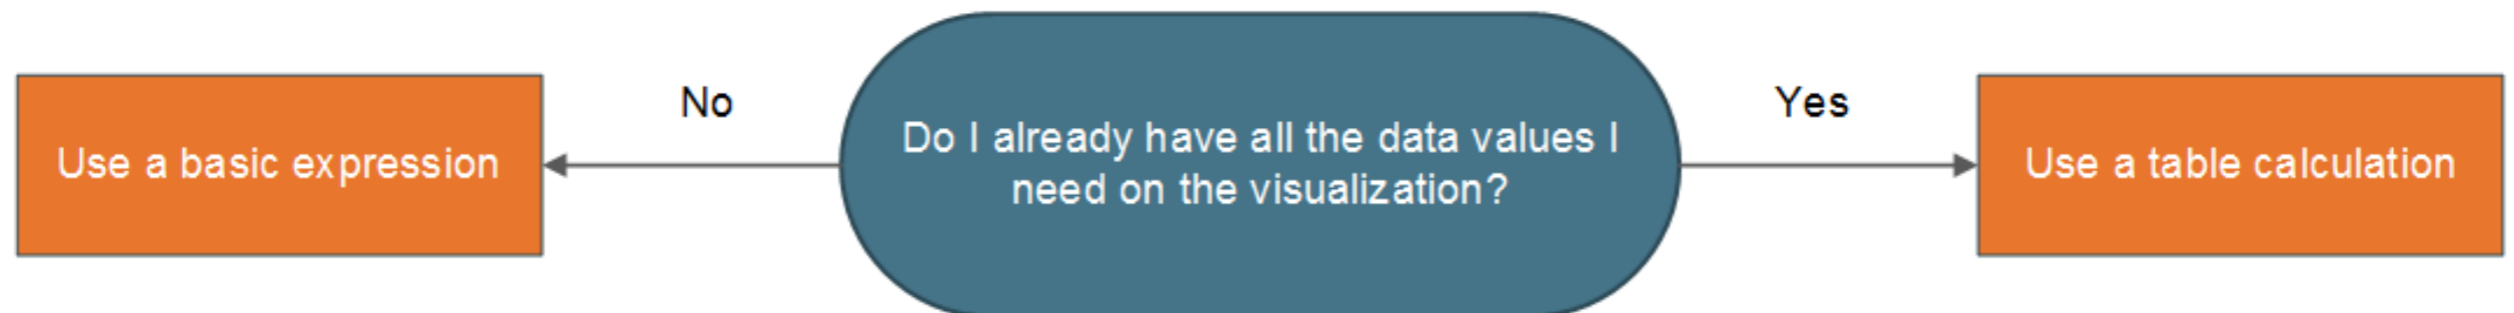 No
Yes
Use a basic expression
Do I already have all the data values I
need on the visualization?
Use a table calculation